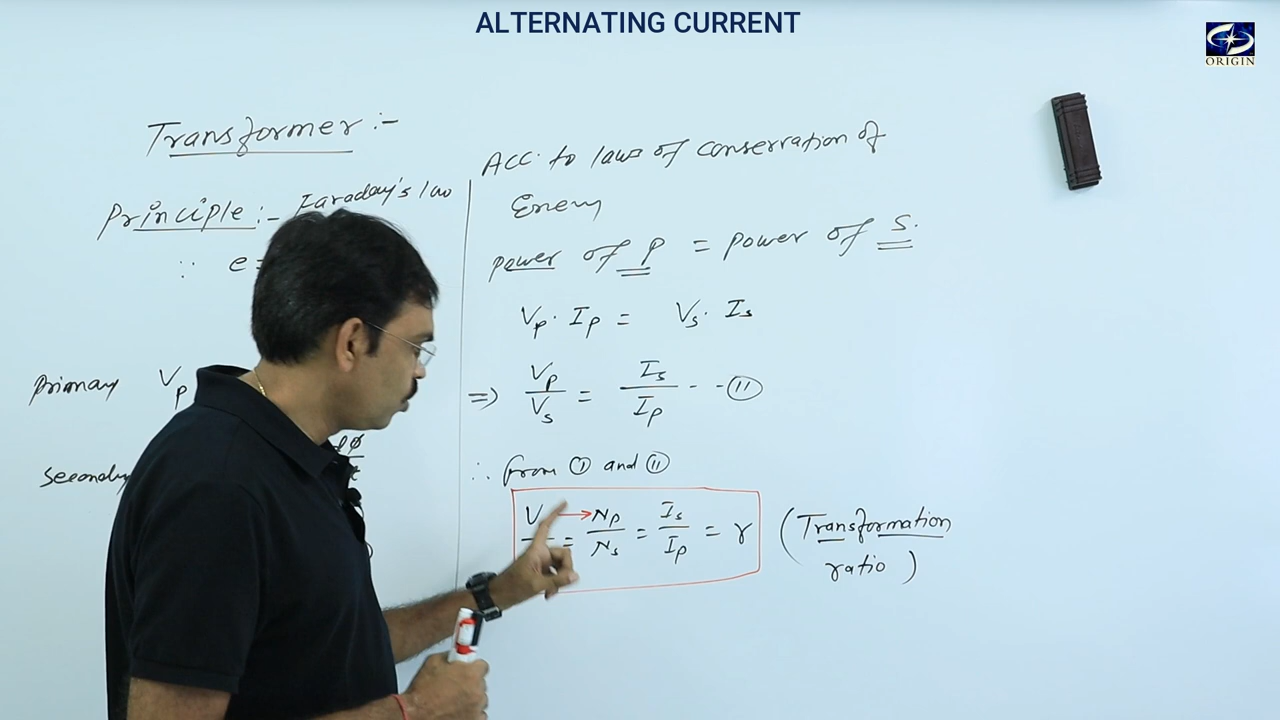 ALTERNATING CURRENT
ORIGIN
Transformer :-
Principle :- Faraday's law
∵ e =
Primary Vp
Secondary dφ
Acc. to laws of conservation of
Energy
power of P = power of S.
Vp . Ip = Vs . Is
=> Vp/Vs = Is/Ip - - - (II)
∴ from (I) and (II)
V = Np/Ns = Is/Ip = r (Transformation
ratio)